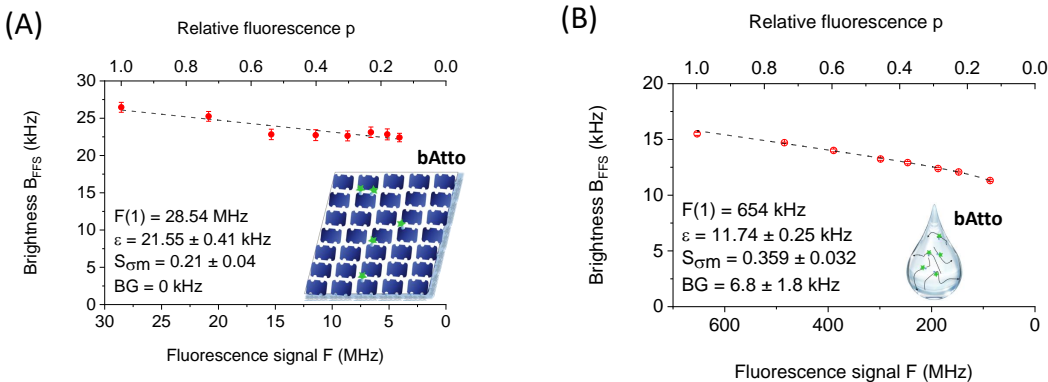 (A)
Relative fluorescence p
1.0 0.8 0.6 0.4 0.2 0.0
30
25
20
15
10
5
0
Brightness B_FFS (kHz)
bAtto
F(1) = 28.54 MHz
ε = 21.55 ± 0.41 kHz
Sσm = 0.21 ± 0.04
BG = 0 kHz
30 25 20 15 10 5 0
Fluorescence signal F (MHz)
(B)
Relative fluorescence p
1.0 0.8 0.6 0.4 0.2 0.0
20
15
10
5
0
Brightness B_FFS (kHz)
bAtto
F(1) = 654 kHz
ε = 11.74 ± 0.25 kHz
Sσm = 0.359 ± 0.032
BG = 6.8 ± 1.8 kHz
600 400 200 0
Fluorescence signal F (MHz)